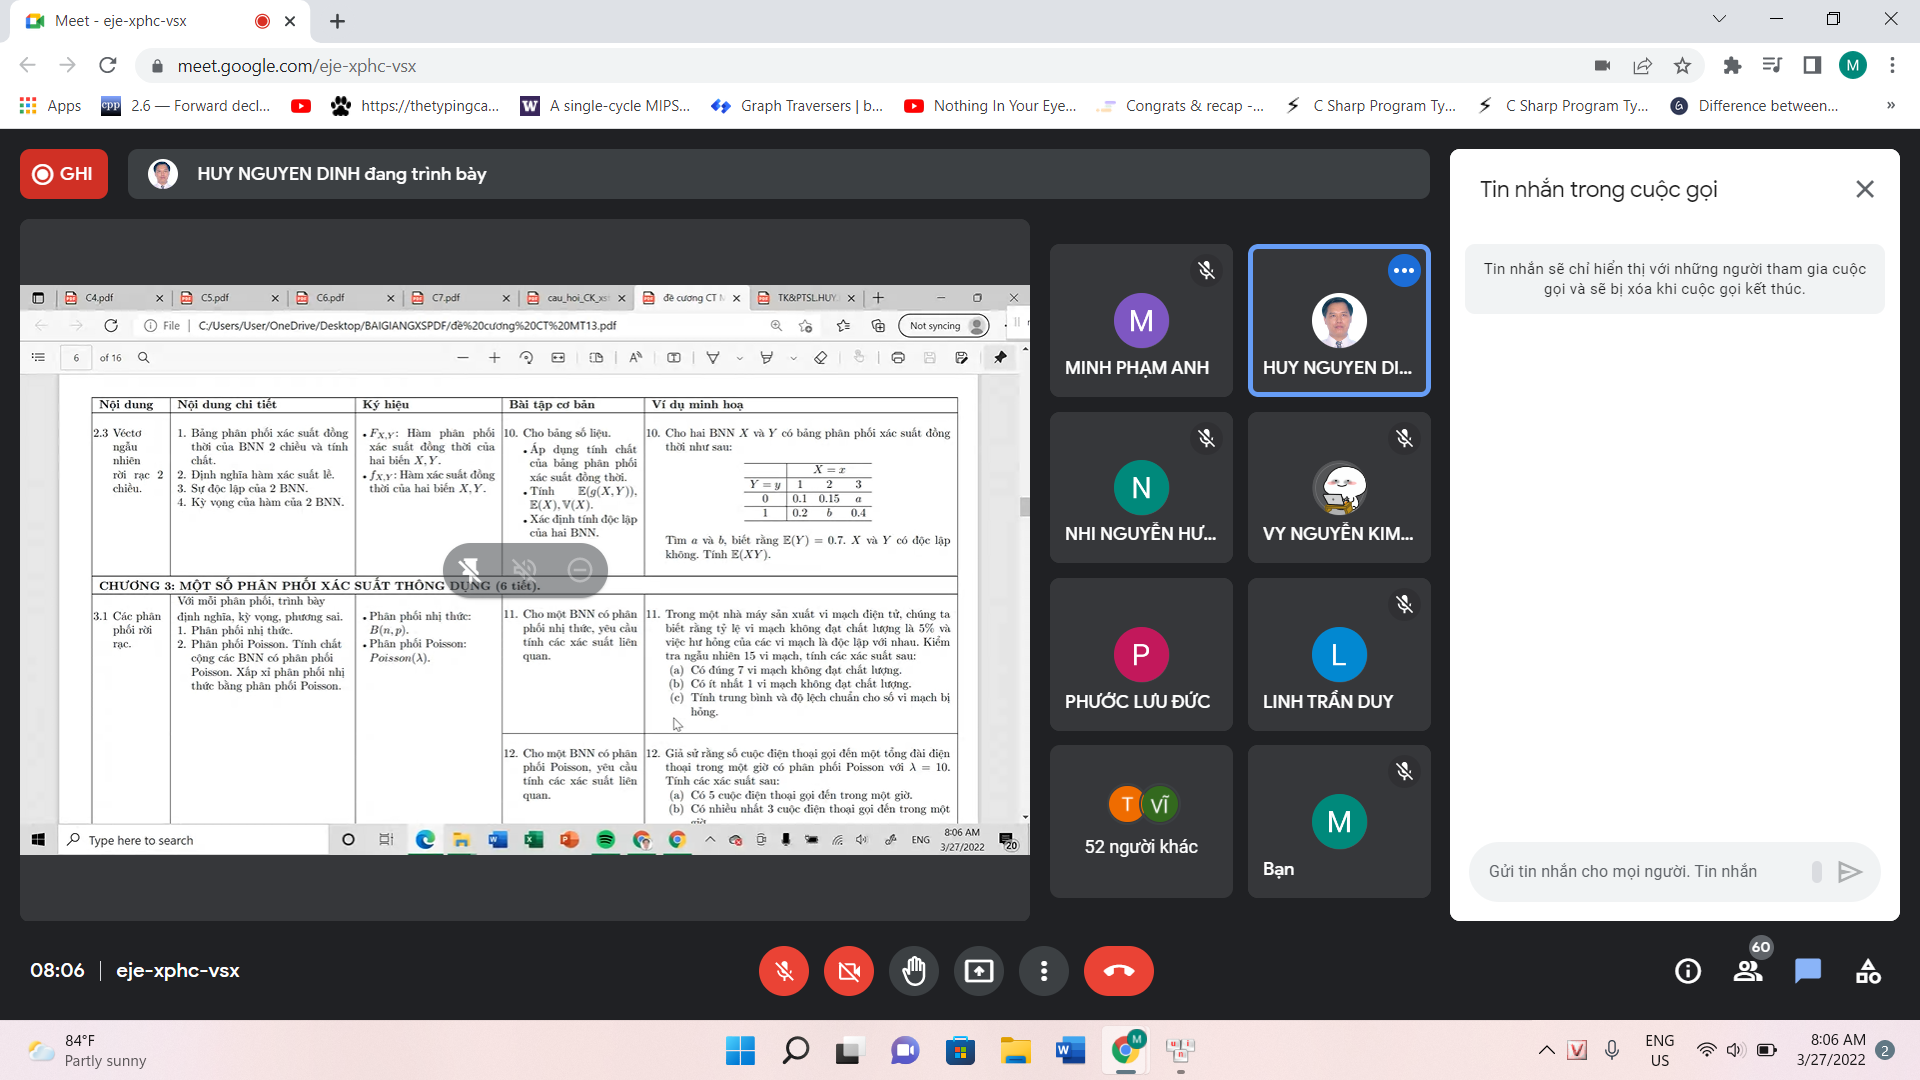 Meet - eje-xphc-vsx
meet.google.com/eje-xphc-vsx
M
Apps
cpp
2.6 — Forward decl...
https://thetypingca...
A single-cycle MIPS...
Graph Traversers | b...
Nothing In Your Eye...
Congrats & recap -...
C Sharp Program Ty...
C Sharp Program Ty...
Difference between...
GHI
HUY NGUYEN DINH đang trình bày
C4.pdf
C5.pdf
C6.pdf
C7.pdf
cau_hoi_CK_xst
đề cương CT M
TK&PTSL.HUY.
File
C:/Users/User/OneDrive/Desktop/BAIGIANGXSPDF/đề%20cương%20CT%20MT13.pdf
Not syncing
6 of 16
Nội dung
Nội dung chi tiết
Ký hiệu
Bài tập cơ bản
Ví dụ minh hoạ
2.3 Véctơ
ngẫu
nhiên
rời rạc 2
chiều.
1. Bảng phân phối xác suất đồng
thời của BNN 2 chiều và tính
chất.
2. Định nghĩa hàm xác suất lề.
3. Sự độc lập của 2 BNN.
4. Kỳ vọng của hàm của 2 BNN.
• F_{X,Y}: Hàm phân phối
xác suất đồng thời của
hai biến X, Y.
• f_{X,Y}: Hàm xác suất đồng
thời của hai biến X, Y.
10. Cho bảng số liệu.
• Áp dụng tính chất
của bảng phân phối
xác suất đồng thời.
• Tính 𝔼(g(X,Y)),
𝔼(X), 𝕍(X).
• Xác định tính độc lập
của hai BNN.
10. Cho hai BNN X và Y có bảng phân phối xác suất đồng
thời như sau:
X = x
Y = y 1 2 3
0 0.1 0.15 a
1 0.2 b 0.4
Tìm a và b, biết rằng 𝔼(Y) = 0.7. X và Y có độc lập
không. Tính 𝔼(XY).
CHƯƠNG 3: MỘT SỐ PHÂN PHỐI XÁC SUẤT THÔNG DỤNG (6 tiết).
3.1 Các phân
phối rời
rạc.
Với mỗi phân phối, trình bày
định nghĩa, kỳ vọng, phương sai.
1. Phân phối nhị thức.
2. Phân phối Poisson. Tính chất
cộng các BNN có phân phối
Poisson. Xấp xỉ phân phối nhị
thức bằng phân phối Poisson.
• Phân phối nhị thức:
B(n, p).
• Phân phối Poisson:
Poisson(λ).
11. Cho một BNN có phân
phối nhị thức, yêu cầu
tính các xác suất liên
quan.
11. Trong một nhà máy sản xuất vi mạch điện tử, chúng ta
biết rằng tỷ lệ vi mạch không đạt chất lượng là 5% và
việc hư hỏng của các vi mạch là độc lập với nhau. Kiểm
tra ngẫu nhiên 15 vi mạch, tính các xác suất sau:
(a) Có đúng 7 vi mạch không đạt chất lượng.
(b) Có ít nhất 1 vi mạch không đạt chất lượng.
(c) Tính trung bình và độ lệch chuẩn cho số vi mạch bị
hỏng.
12. Cho một BNN có phân
phối Poisson, yêu cầu
tính các xác suất liên
quan.
12. Giả sử rằng số cuộc điện thoại gọi đến một tổng đài điện
thoại trong một giờ có phân phối Poisson với λ = 10.
Tính các xác suất sau:
(a) Có 5 cuộc điện thoại gọi đến trong một giờ.
(b) Có nhiều nhất 3 cuộc điện thoại gọi đến trong một
Type here to search
ENG
8:06 AM
3/27/2022
20
M
MINH PHẠM ANH
HUY NGUYEN DI...
N
NHI NGUYỄN HƯ...
VY NGUYỄN KIM...
P
PHƯỚC LƯU ĐỨC
L
LINH TRẦN DUY
T
VĨ
52 người khác
M
Bạn
Tin nhắn trong cuộc gọi
Tin nhắn sẽ chỉ hiển thị với những người tham gia cuộc
gọi và sẽ bị xóa khi cuộc gọi kết thúc.
Gửi tin nhắn cho mọi người. Tin nhắn
08:06 | eje-xphc-vsx
60
84°F
Partly sunny
M
ENG
US
8:06 AM
3/27/2022
2